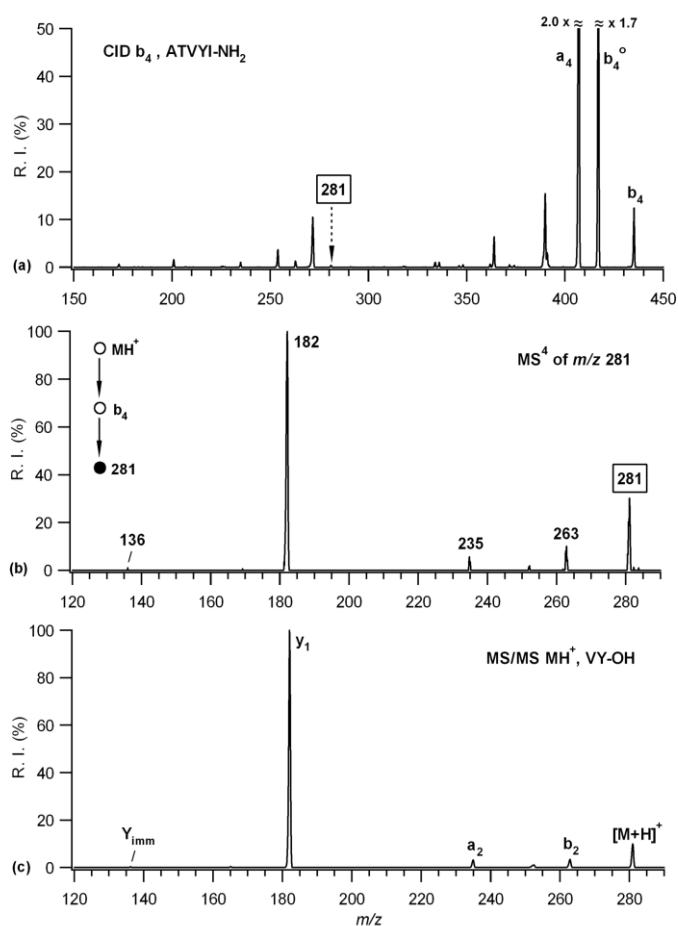 2.0 x ≈ ≈ x 1.7
CID b4 , ATVYI-NH2
a4
b4o
281
b4
R. I. (%)
50
40
30
20
10
0
(a)
150 200 250 300 350 400 450
100
80
60
40
20
0
R. I. (%)
MH+
b4
281
182
MS4 of m/z 281
281
136
235
263
(b)
120 140 160 180 200 220 240 260 280
100
80
60
40
20
0
R. I. (%)
y1
MS/MS MH+, VY-OH
Yimm
a2
b2
[M+H]+
(c)
120 140 160 180 200 220 240 260 280
m/z